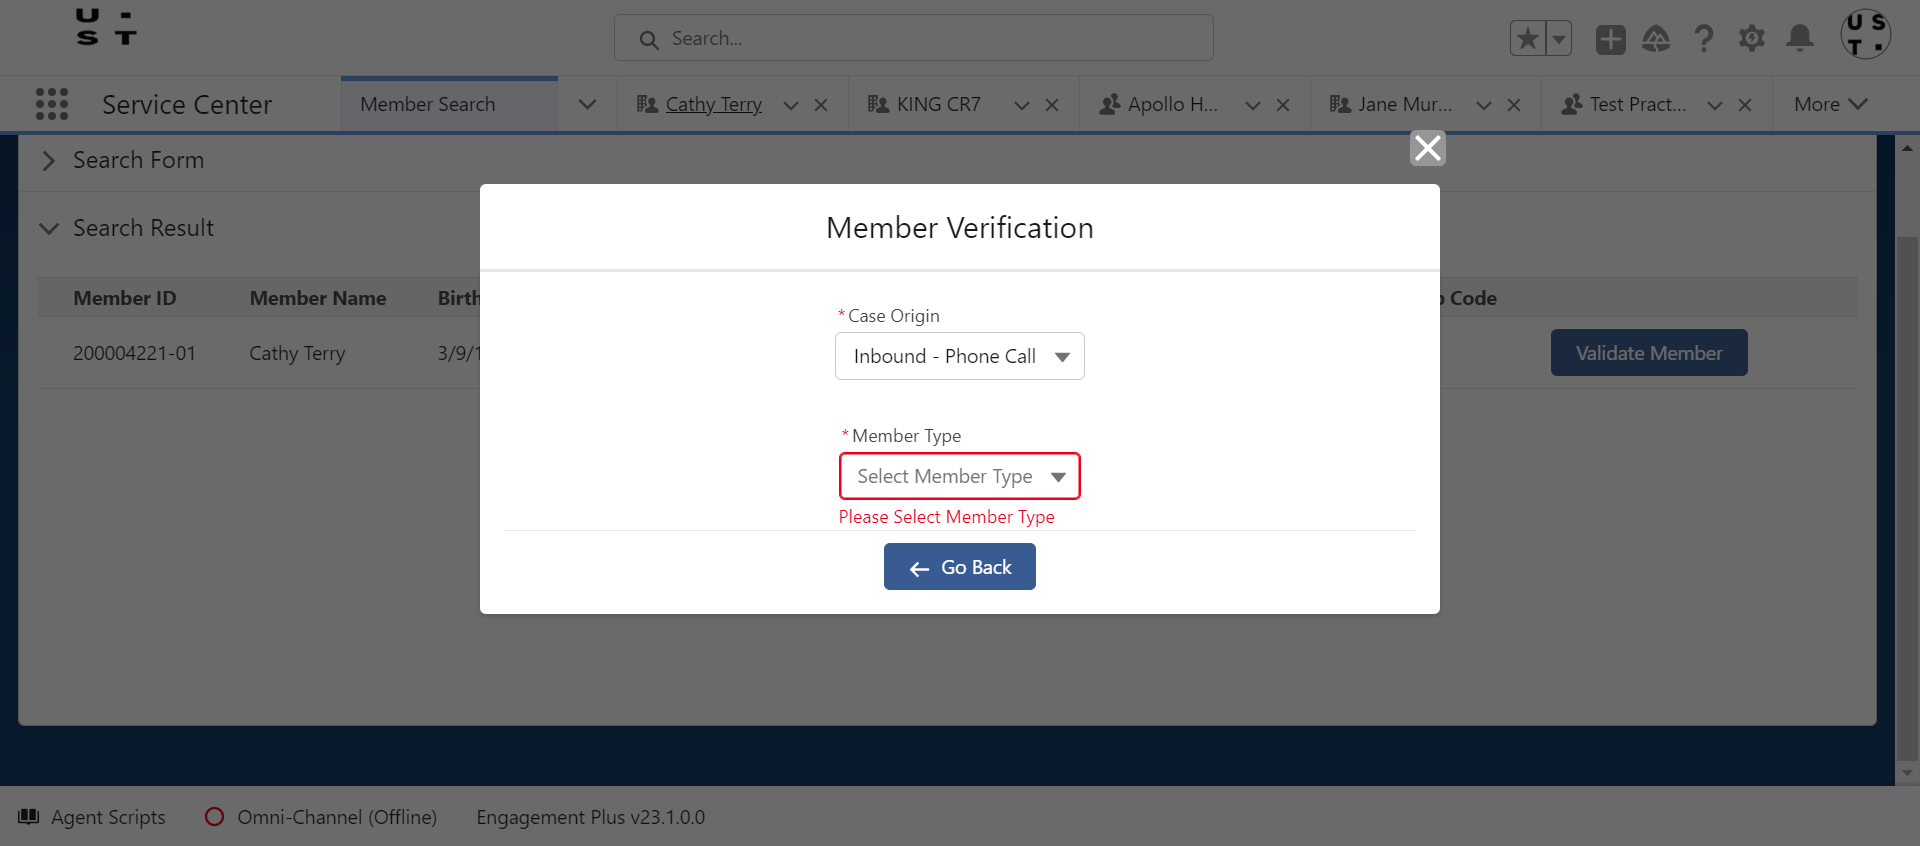 U
ST
Search...
U S
T
Service Center
Member Search
Cathy Terry
KING CR7
Apollo H...
Jane Mur...
Test Pract...
More
Search Form
Search Result
Member Verification
Member ID
Member Name
Birth
Code
*Case Origin
200004221-01
Cathy Terry
3/9/1
Inbound - Phone Call
Validate Member
*Member Type
Select Member Type
Please Select Member Type
Go Back
Agent Scripts
Omni-Channel (Offline)
Engagement Plus v23.1.0.0